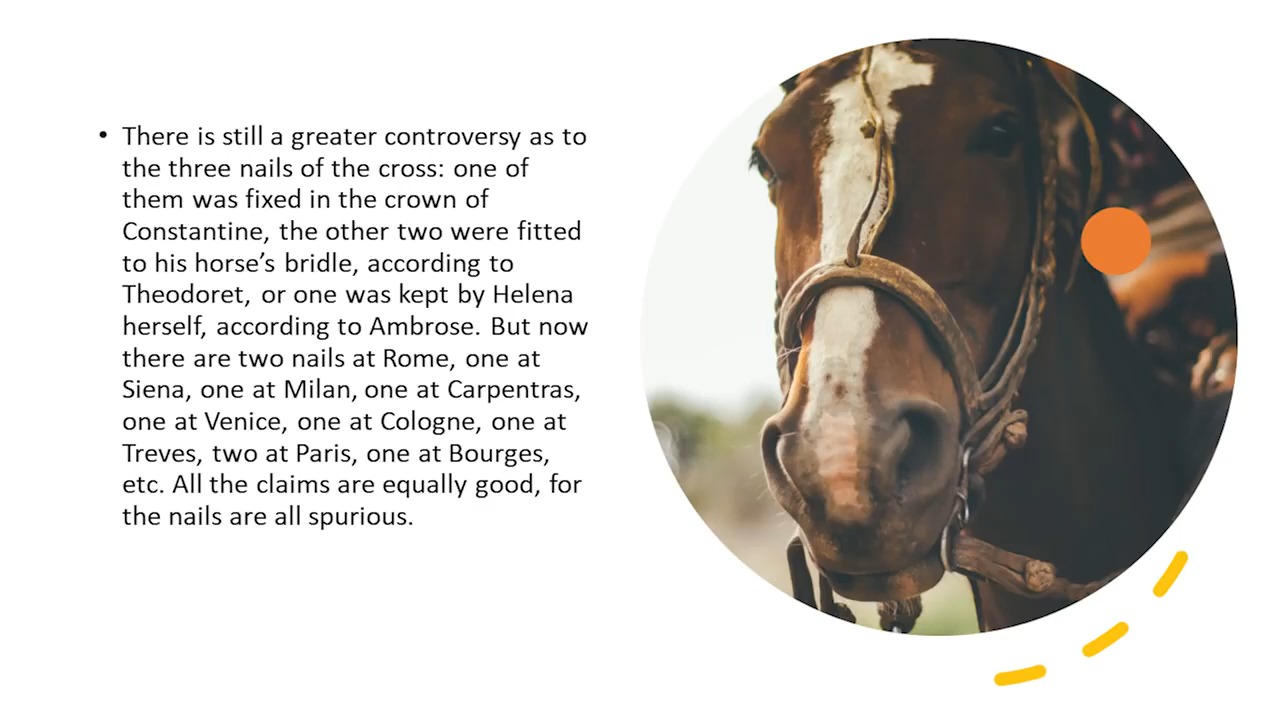 • There is still a greater controversy as to
the three nails of the cross: one of
them was fixed in the crown of
Constantine, the other two were fitted
to his horse’s bridle, according to
Theodoret, or one was kept by Helena
herself, according to Ambrose. But now
there are two nails at Rome, one at
Siena, one at Milan, one at Carpentras,
one at Venice, one at Cologne, one at
Treves, two at Paris, one at Bourges,
etc. All the claims are equally good, for
the nails are all spurious.